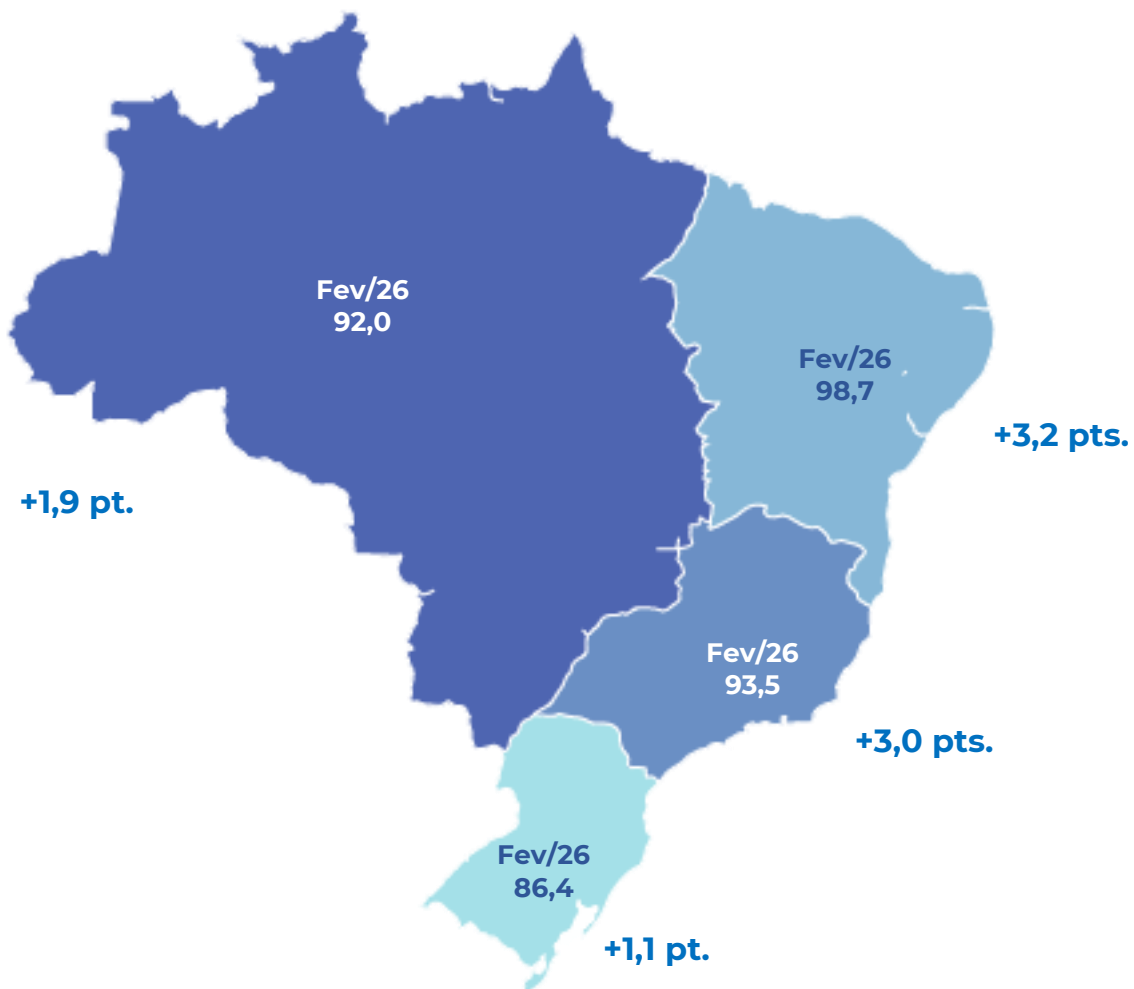 Fev/26
92,0
Fev/26
98,7
+3,2 pts.
+1,9 pt.
Fev/26
93,5
+3,0 pts.
Fev/26
86,4
+1,1 pt.